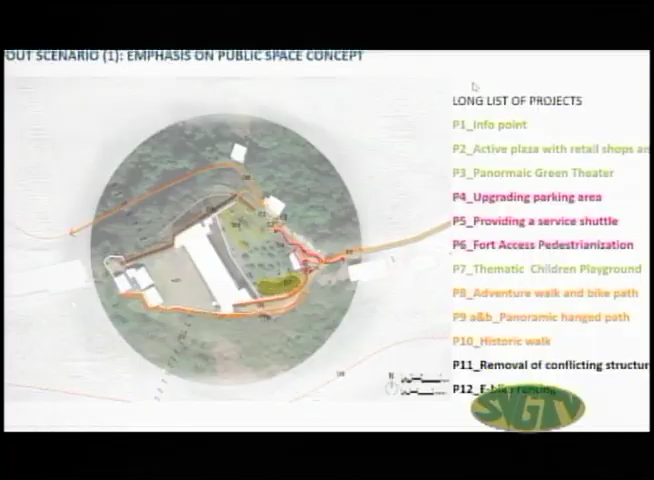 OUT SCENARIO (1): EMPHASIS ON PUBLIC SPACE CONCEPT
LONG LIST OF PROJECTS
P1_Info point
P2_Active plaza with retail shops an
P3_Panormaic Green Theater
P4_Upgrading parking area
P5_Providing a service shuttle
P6_Fort Access Pedestrianization
P7_Thematic Children Playground
P8_Adventure walk and bike path
P9 a&b_Panoramic hanged path
P10_Historic walk
P11_Removal of conflicting structur
P12_
SVGTV